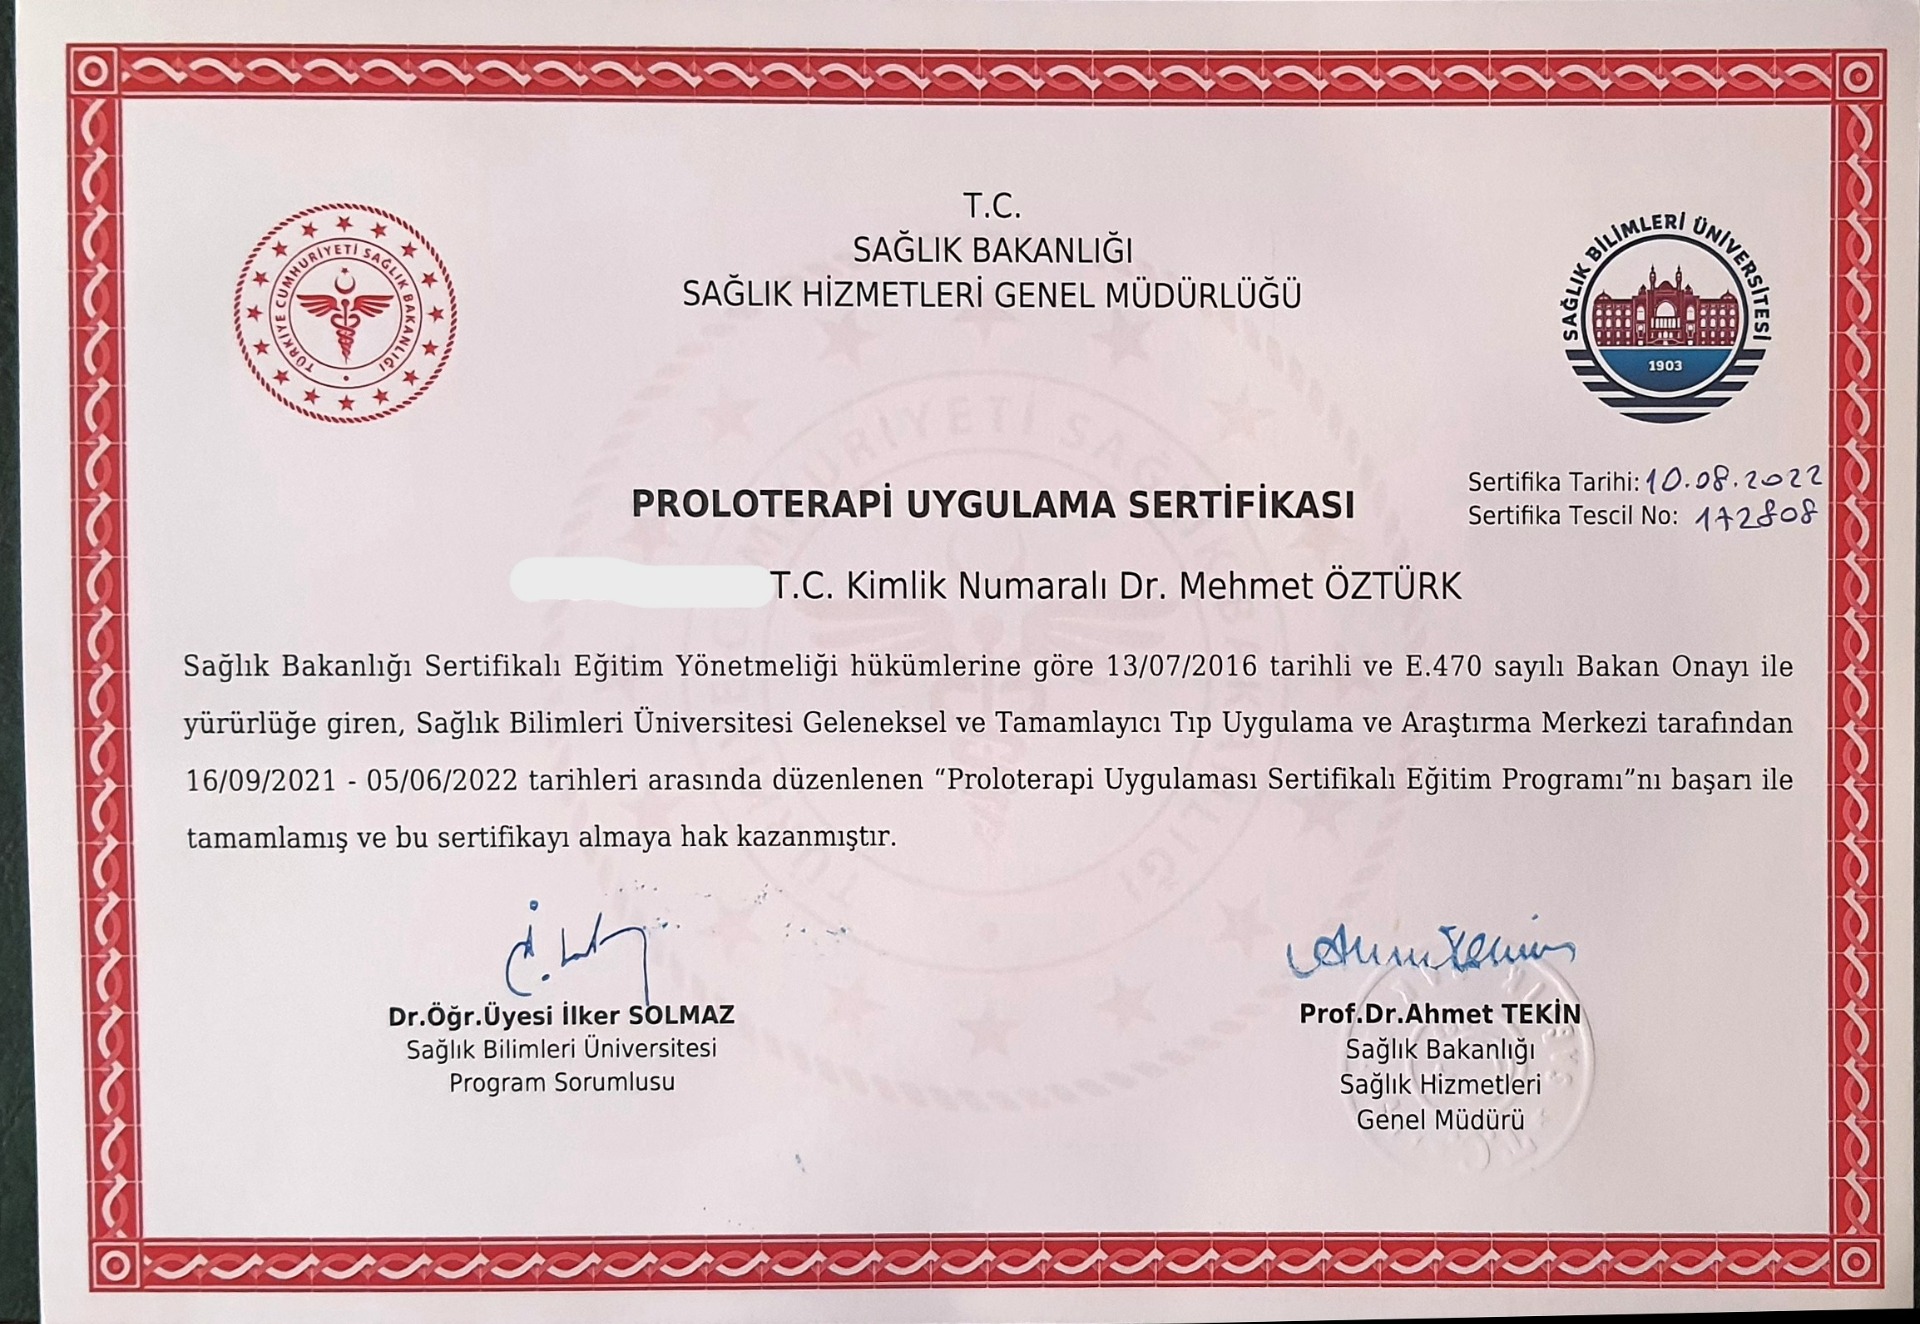 T.C.
SAĞLIK BAKANLIĞI
SAĞLIK HİZMETLERİ GENEL MÜDÜRLÜĞÜ
TÜRKİYE CUMHURİYETİ SAĞLIK BAKANLIĞI
SAĞLIK BİLİMLERİ ÜNİVERSİTESİ
1903
Sertifika Tarihi: 10.08.2022
Sertifika Tescil No: 172808
PROLOTERAPİ UYGULAMA SERTİFİKASI
T.C. Kimlik Numaralı Dr. Mehmet ÖZTÜRK
Sağlık Bakanlığı Sertifikalı Eğitim Yönetmeliği hükümlerine göre 13/07/2016 tarihli ve E.470 sayılı Bakan Onayı ile
yürürlüğe giren, Sağlık Bilimleri Üniversitesi Geleneksel ve Tamamlayıcı Tıp Uygulama ve Araştırma Merkezi tarafından
16/09/2021 - 05/06/2022 tarihleri arasında düzenlenen “Proloterapi Uygulaması Sertifikalı Eğitim Programı”nı başarı ile
tamamlamış ve bu sertifikayı almaya hak kazanmıştır.
Dr.Öğr.Üyesi İlker SOLMAZ
Sağlık Bilimleri Üniversitesi
Program Sorumlusu
Prof.Dr.Ahmet TEKİN
Sağlık Bakanlığı
Sağlık Hizmetleri
Genel Müdürü